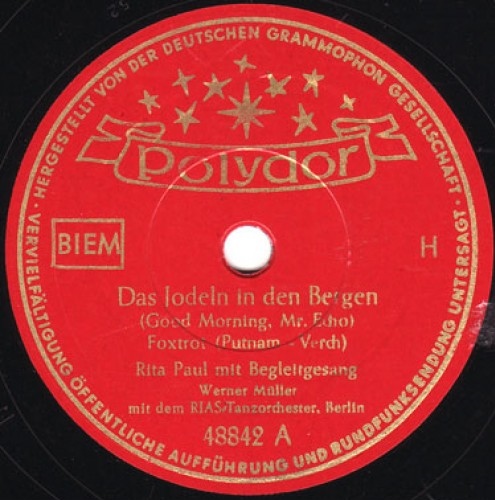 HERGESTELLT VON DER DEUTSCHEN GRAMMOPHON GESELLSCHAFT · VERVIELFÄLTIGUNG ÖFFENTLICHE AUFFÜHRUNG UND RUNDFUNKSENDUNG UNTERSAGT ·
Polydor
BIEM
H
Das Jodeln in den Bergen
(Good Morning, Mr. Echo)
Foxtrot (Putnam - Verch)
Rita Paul mit Begleitgesang
Werner Müller
mit dem RIAS-Tanzorchester, Berlin
48842 A
52